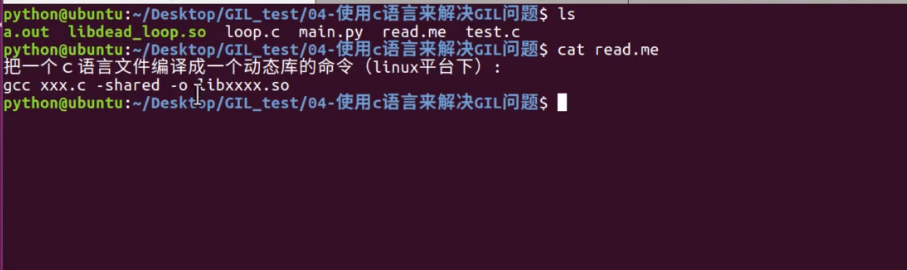 python@ubuntu:~/Desktop/GIL_test/04-使用c语言来解决GIL问题$ ls
a.out  libdead_loop.so  loop.c  main.py  read.me  test.c
python@ubuntu:~/Desktop/GIL_test/04-使用c语言来解决GIL问题$ cat read.me
把一个ｃ语言文件编译成一个动态库的命令（linux平台下）:
gcc xxx.c -shared -o libxxxx.so
python@ubuntu:~/Desktop/GIL_test/04-使用c语言来解决GIL问题$